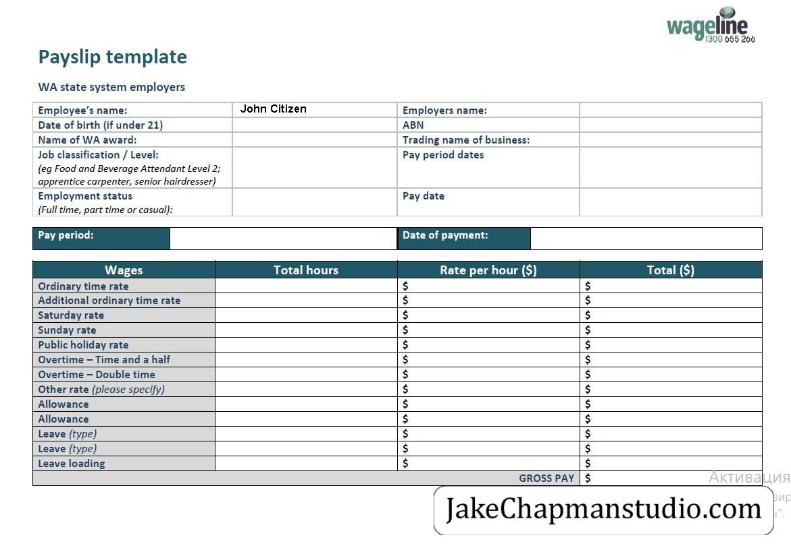 wageline
1300 655 266
Payslip template
WA state system employers
Employee's name: John Citizen Employers name:
Date of birth (if under 21) ABN
Name of WA award: Trading name of business:
Job classification / Level: Pay period dates
(eg Food and Beverage Attendant Level 2;
apprentice carpenter, senior hairdresser)
Employment status Pay date
(Full time, part time or casual):
Pay period: Date of payment:
Wages Total hours Rate per hour ($) Total ($)
Ordinary time rate $ $
Additional ordinary time rate $ $
Saturday rate $ $
Sunday rate $ $
Public holiday rate $ $
Overtime – Time and a half $ $
Overtime – Double time $ $
Other rate (please specify) $ $
Allowance $ $
Allowance $ $
Leave (type) $ $
Leave (type) $ $
Leave loading $ $
GROSS PAY $
Активация
JakeChapmanstudio.com